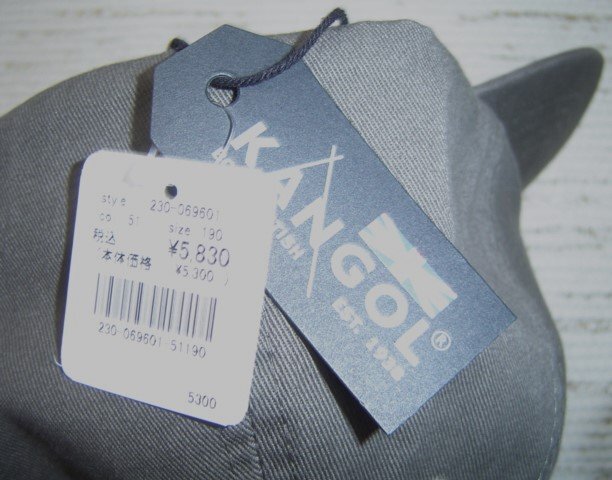 style 230-069601
co 51 size 190
税込 ¥5,830
(本体価格 ¥5,300 )
230-069601-51190
5300
KANGOL®
EST. 1938